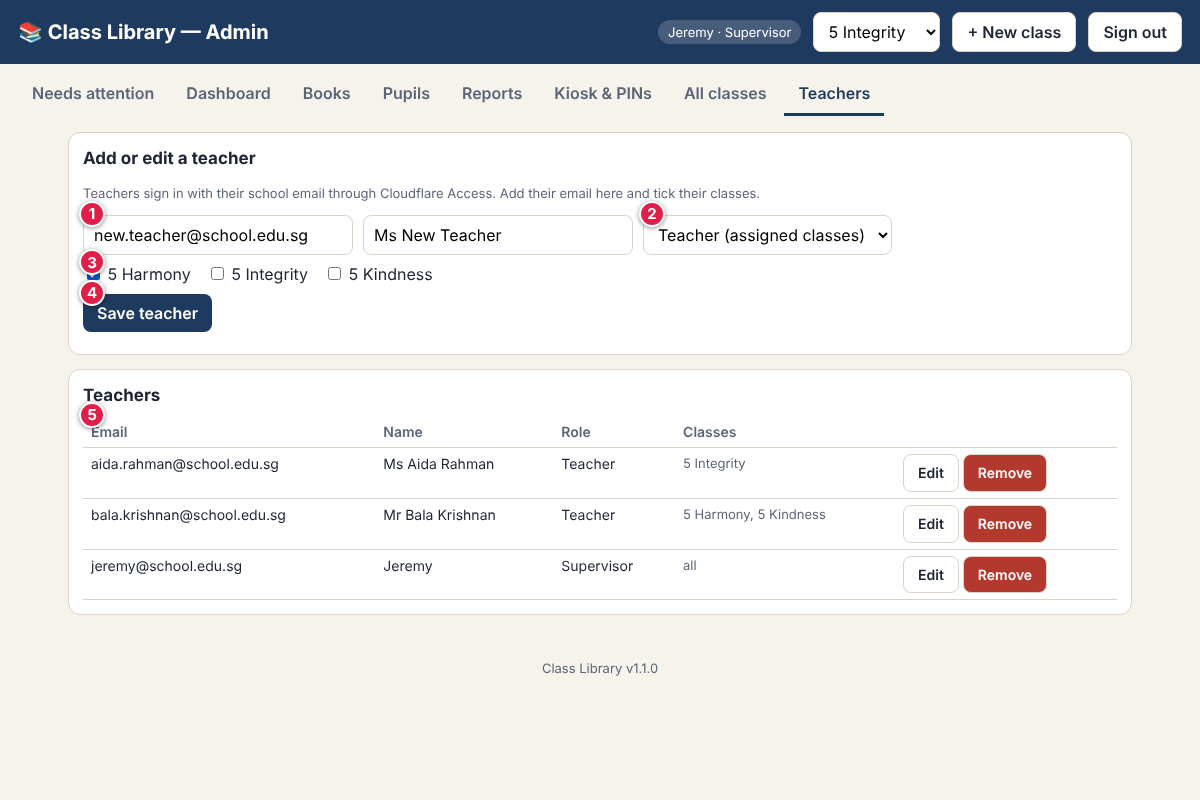 📚 Class Library — Admin
Jeremy · Supervisor
5 Integrity
+ New class
Sign out
Needs attention
Dashboard
Books
Pupils
Reports
Kiosk & PINs
All classes
Teachers
Add or edit a teacher
Teachers sign in with their school email through Cloudflare Access. Add their email here and tick their classes.
1
2
new.teacher@school.edu.sg
Ms New Teacher
Teacher (assigned classes)
3
5 Harmony
5 Integrity
5 Kindness
4
Save teacher
Teachers
5
Email Name Role Classes
aida.rahman@school.edu.sg Ms Aida Rahman Teacher 5 Integrity Edit Remove
bala.krishnan@school.edu.sg Mr Bala Krishnan Teacher 5 Harmony, 5 Kindness Edit Remove
jeremy@school.edu.sg Jeremy Supervisor all Edit Remove
Class Library v1.1.0